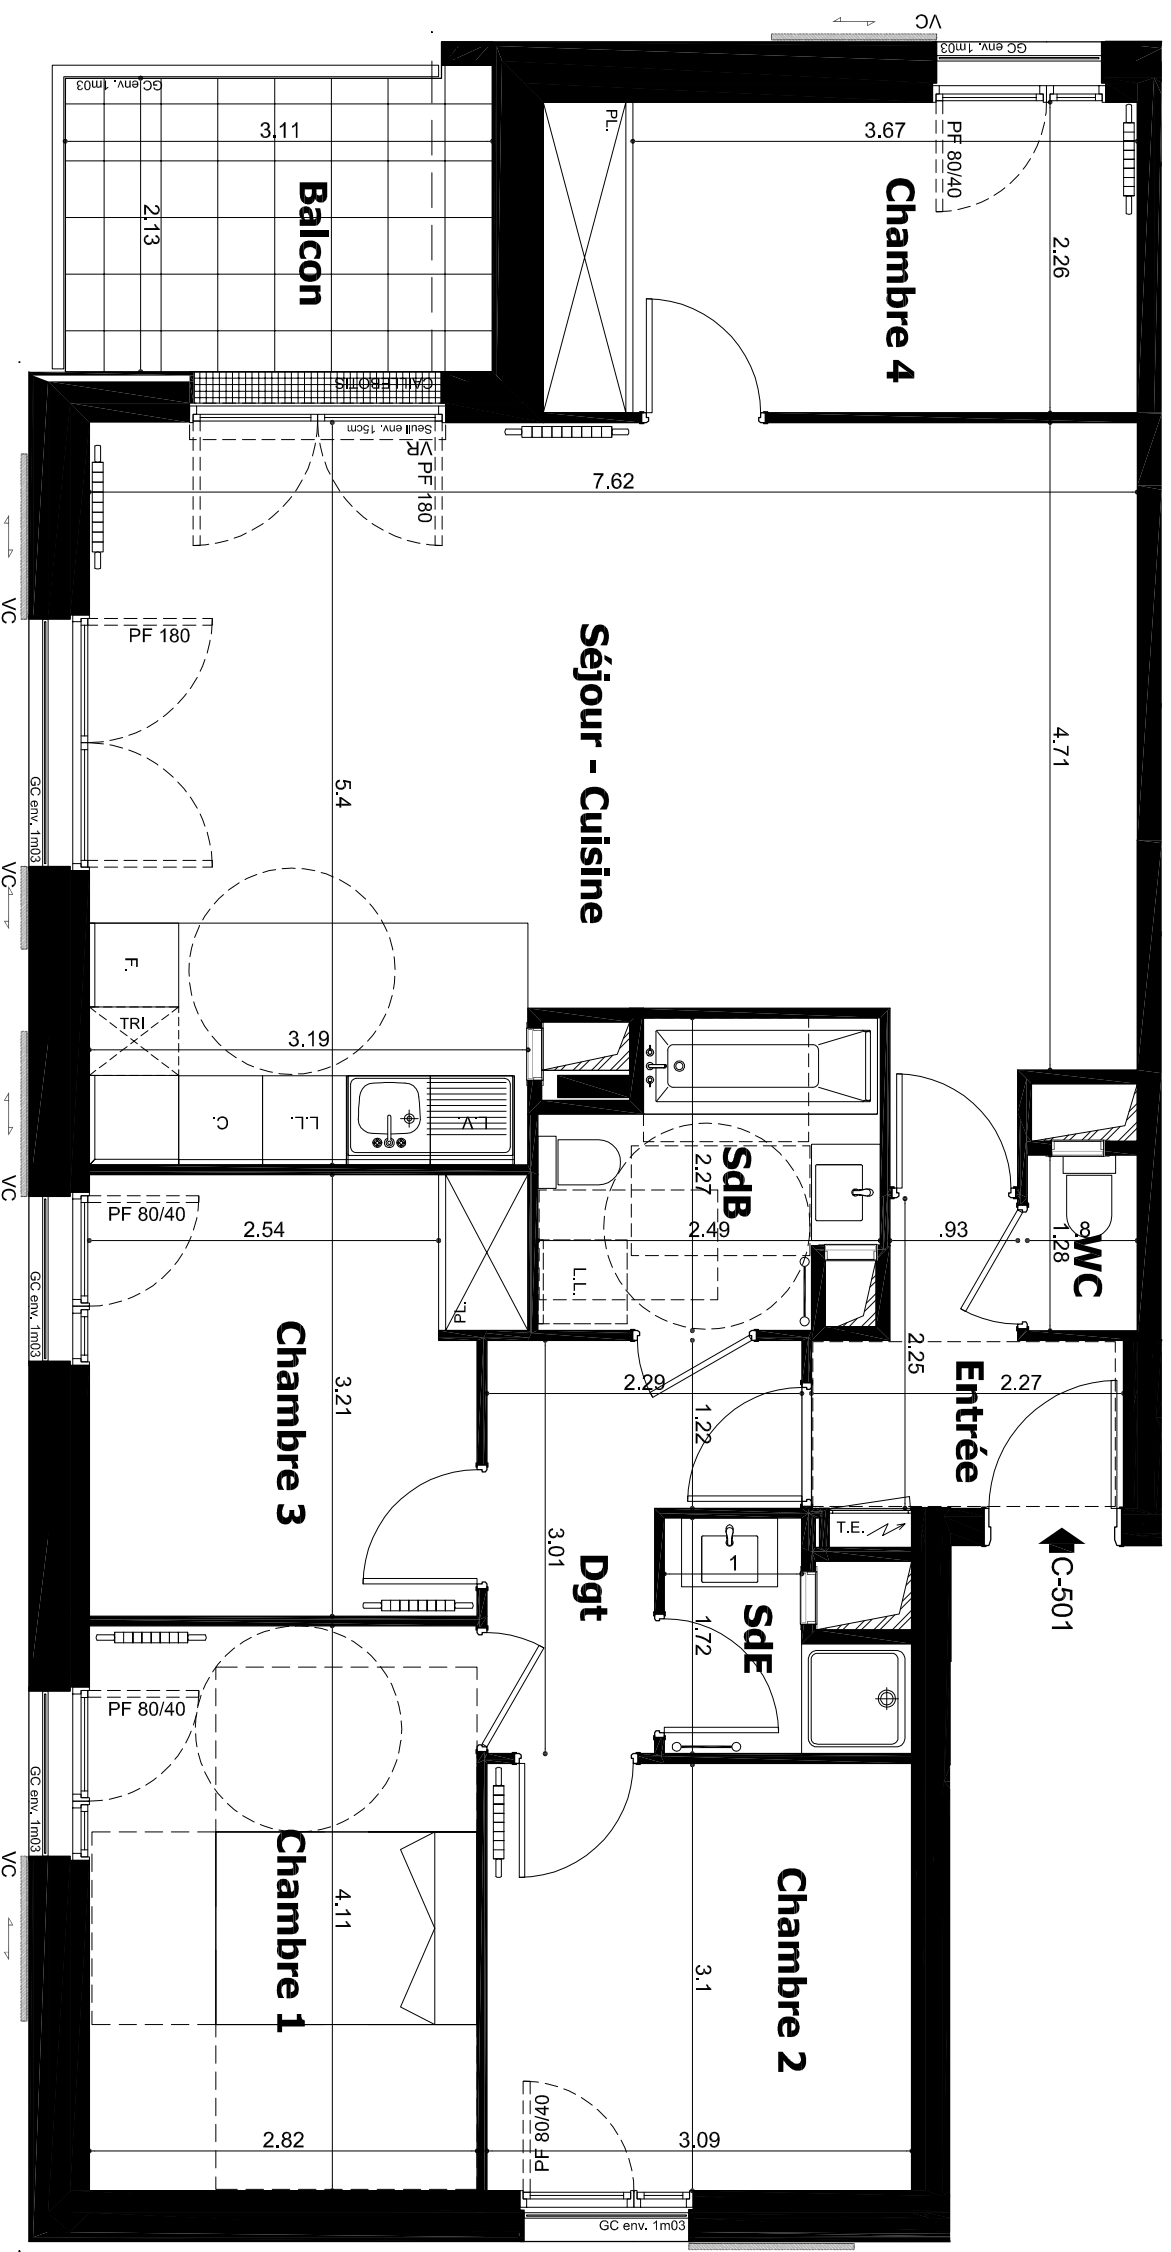 VC
GC env. 1m03
GC env. 1m03
3.11
PL.
3.67
PF 80/40
Balcon
2.13
Chambre 4
2.26
CAILLEBOTIS
Seuil env. 15cm
VR
PF 180
7.62
VC
PF 180
Séjour - Cuisine
4.71
5.4
GC env. 1m03
VC
F.
TRI
3.19
C.
L.L.
L.V.
VC
PF 80/40
2.54
PL.
SdB
2.27
2.49
L.L.
.93
.8
1.28
WC
GC env. 1m03
Chambre 3
3.21
2.29
1.22
2.25
Entrée
2.27
T.E.
C-501
3.01
Dgt
1
SdE
1.72
PF 80/40
GC env. 1m03
VC
Chambre 1
4.11
Chambre 2
3.1
2.82
PF 80/40
3.09
GC env. 1m03